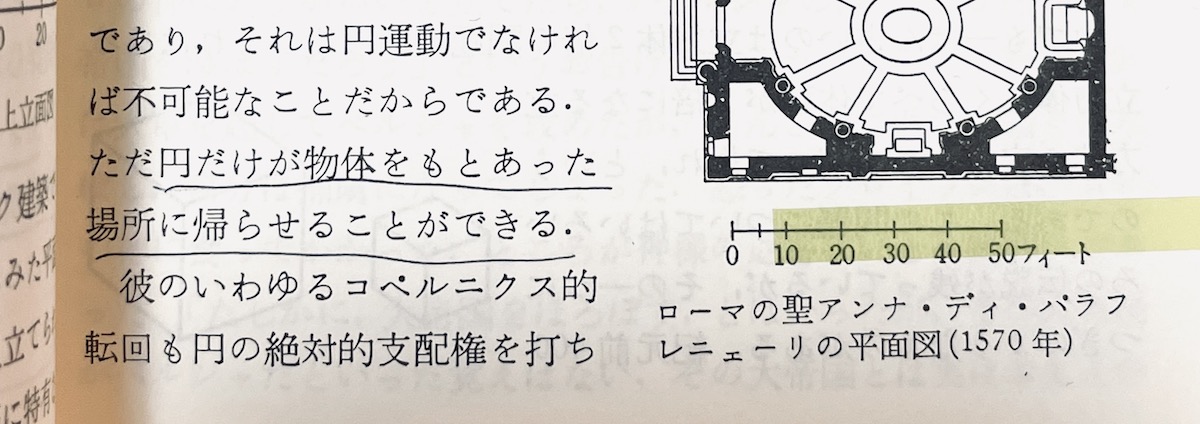 であり，それは円運動でなけれ
ば不可能なことだからである．
ただ円だけが物体をもとあった
場所に帰らせることができる．
彼のいわゆるコペルニクス的
転回も円の絶対的支配権を打ち
0 10 20 30 40 50フィート
ローマの聖アンナ・ディ・パラフ
レニェーリの平面図(1570年)
20
上立面図
ク建築で
みた平
立てら
に特有